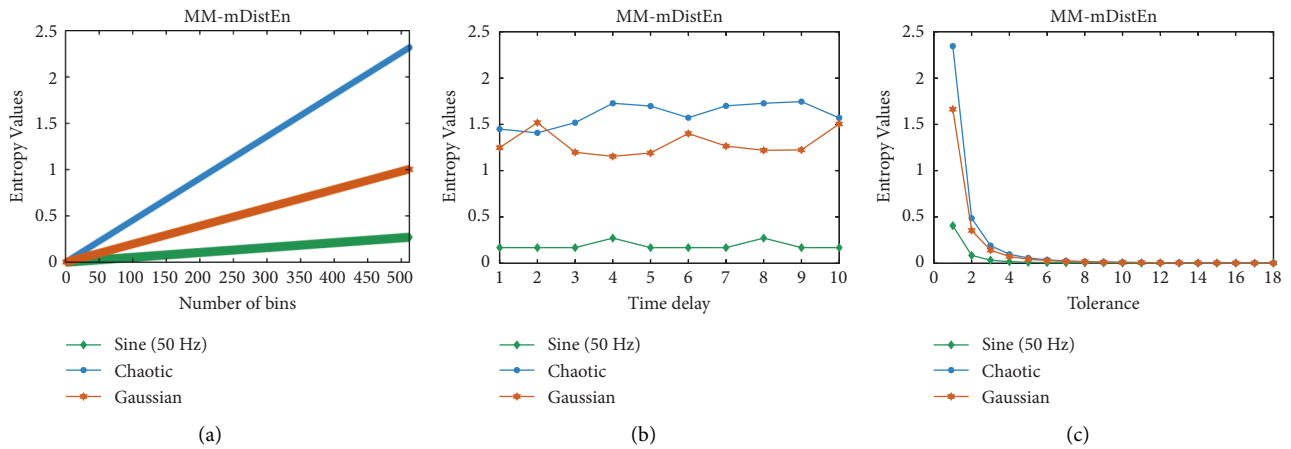 MM-mDistEn
2.5
2
1.5
1
0.5
0
Entropy Values
0 50 100 150 200 250 300 350 400 450 500
Number of bins
Sine (50 Hz)
Chaotic
Gaussian
(a)
MM-mDistEn
2.5
2
1.5
1
0.5
0
Entropy Values
1 2 3 4 5 6 7 8 9 10
Time delay
Sine (50 Hz)
Chaotic
Gaussian
(b)
MM-mDistEn
2.5
2
1.5
1
0.5
0
Entropy Values
0 2 4 6 8 10 12 14 16 18
Tolerance
Sine (50 Hz)
Chaotic
Gaussian
(c)